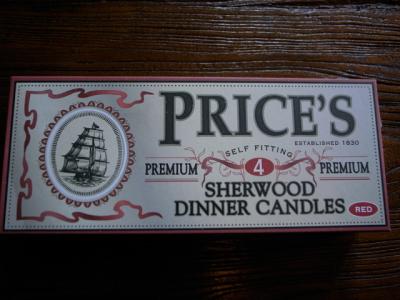 PRICE'S
ESTABLISHED 1830
SELF FITTING
PREMIUM 4 PREMIUM
SHERWOOD
DINNER CANDLES
RED